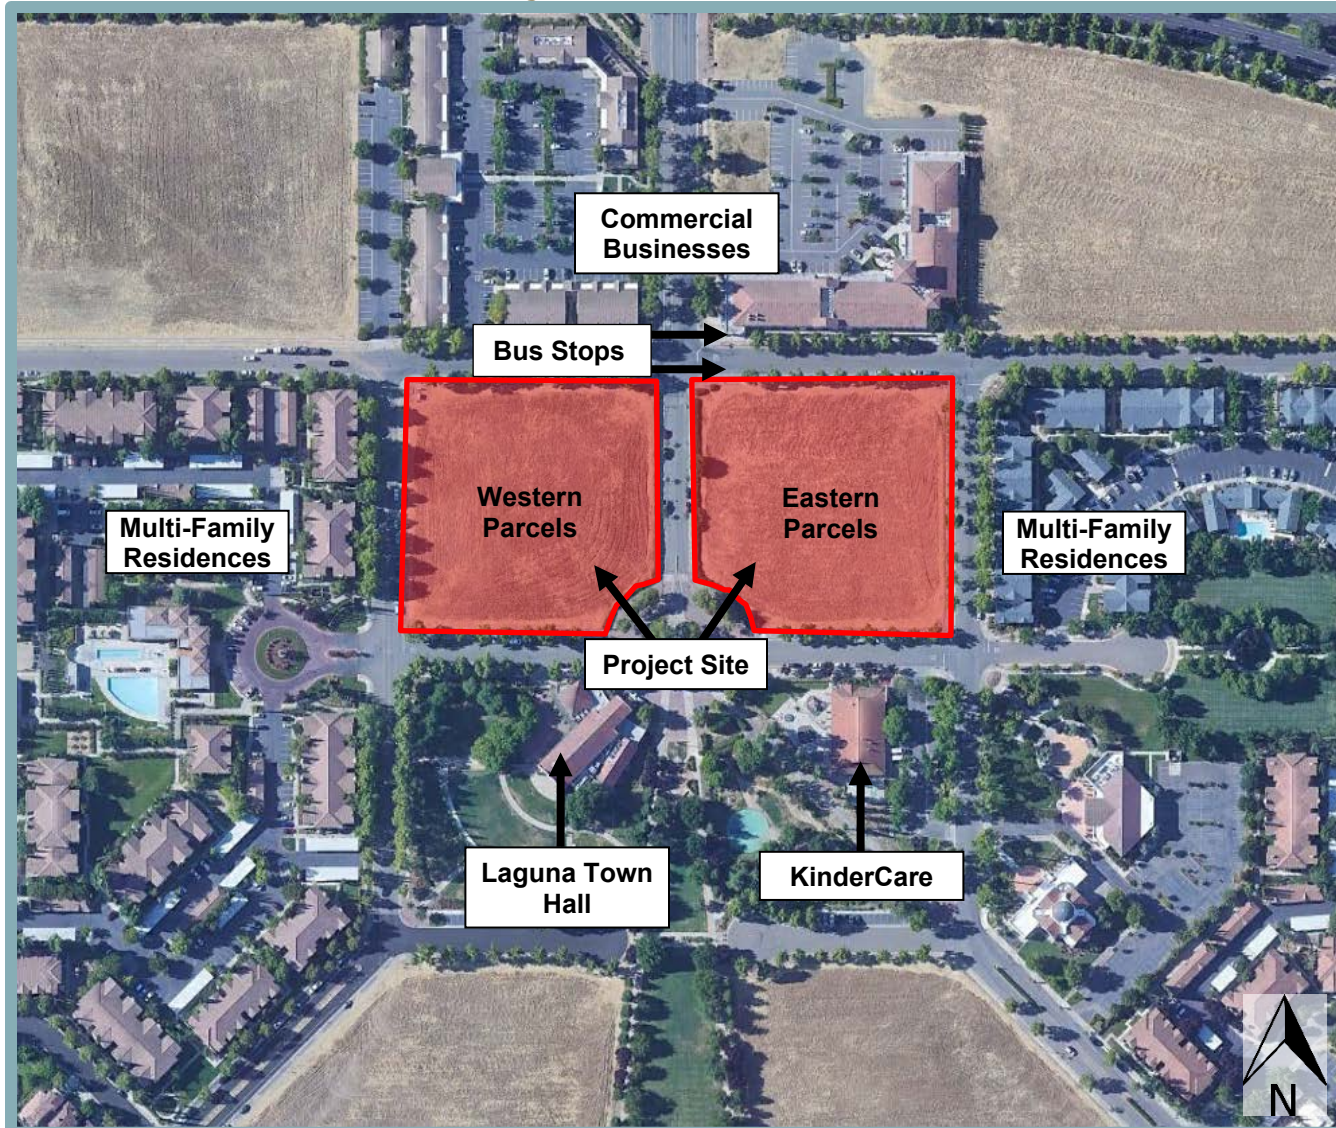 Commercial
Businesses
Bus Stops
Western
Parcels
Eastern
Parcels
Multi-Family
Residences
Multi-Family
Residences
Project Site
Laguna Town
Hall
KinderCare
N